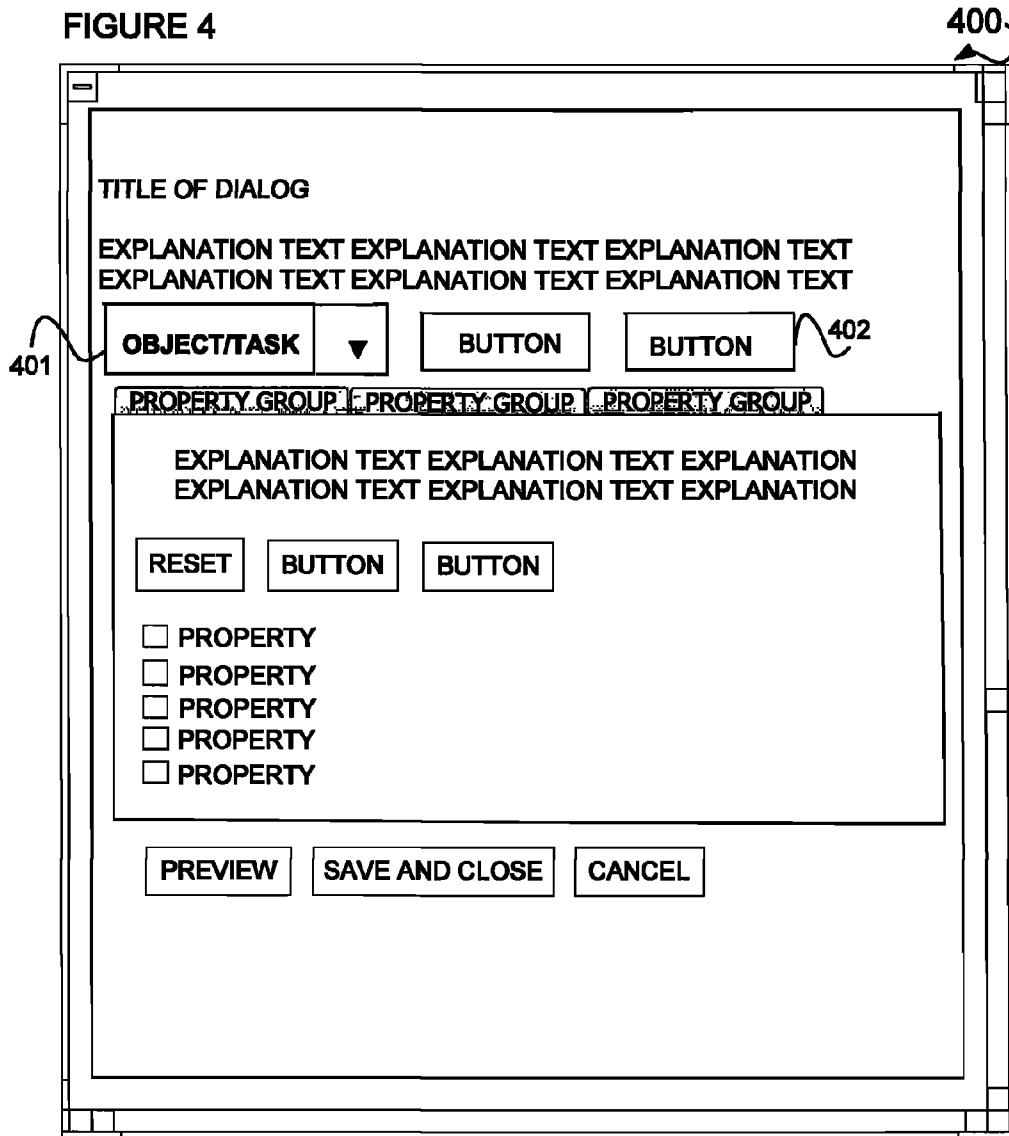 FIGURE 4
400
TITLE OF DIALOG
EXPLANATION TEXT EXPLANATION TEXT EXPLANATION TEXT
EXPLANATION TEXT EXPLANATION TEXT EXPLANATION TEXT
401
OBJECT/TASK ▼ BUTTON BUTTON 402
PROPERTY GROUP PROPERTY GROUP PROPERTY GROUP
EXPLANATION TEXT EXPLANATION TEXT EXPLANATION
EXPLANATION TEXT EXPLANATION TEXT EXPLANATION
RESET BUTTON BUTTON
PROPERTY
PROPERTY
PROPERTY
PROPERTY
PROPERTY
PREVIEW SAVE AND CLOSE CANCEL